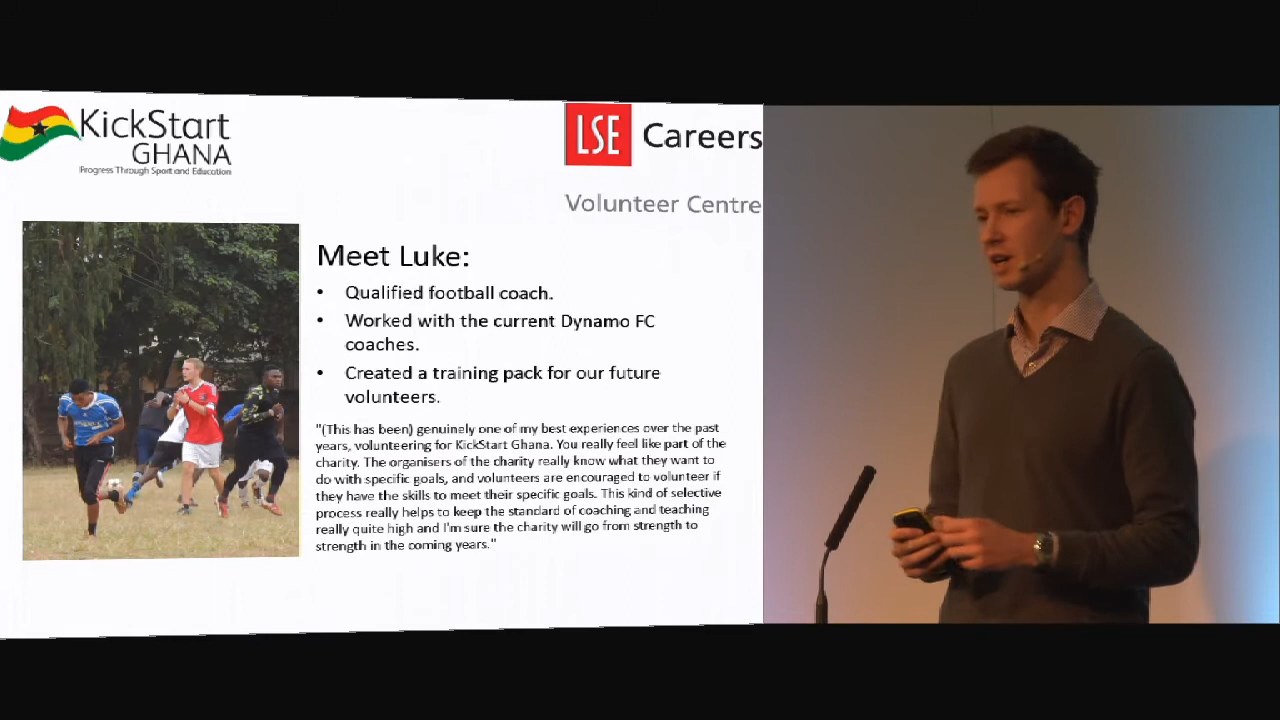 KickStart
GHANA
Progress Through Sport and Education
LSE Careers
Volunteer Centre
Meet Luke:
• Qualified football coach.
• Worked with the current Dynamo FC
coaches.
• Created a training pack for our future
volunteers.
"(This has been) genuinely one of my best experiences over the past
years, volunteering for KickStart Ghana. You really feel like part of the
charity. The organisers of the charity really know what they want to
do with specific goals, and volunteers are encouraged to volunteer if
they have the skills to meet their specific goals. This kind of selective
process really helps to keep the standard of coaching and teaching
really quite high and I'm sure the charity will go from strength to
strength in the coming years."